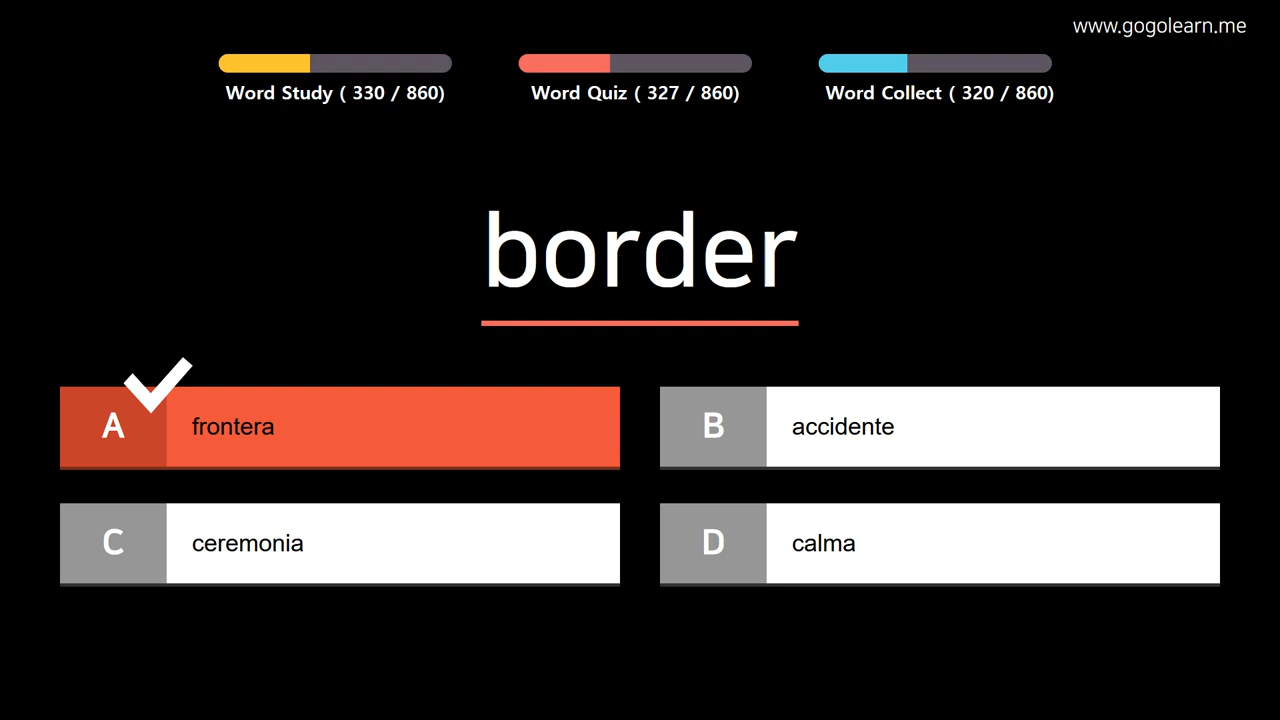 www.gogolearn.me
Word Study ( 330 / 860)
Word Quiz ( 327 / 860)
Word Collect ( 320 / 860)
border
A frontera
B accidente
C ceremonia
D calma